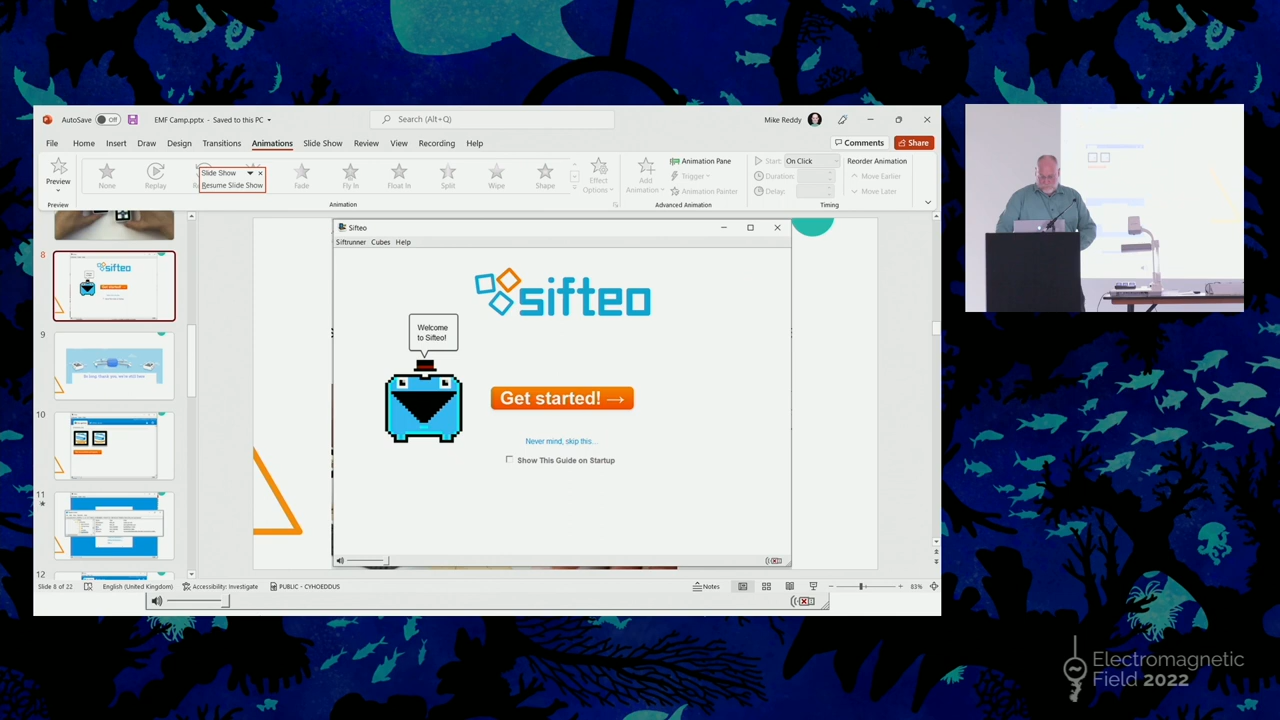 AutoSave Off EMF Camp.pptx - Saved to this PC Search (Alt+Q) Mike Reddy
File Home Insert Draw Design Transitions Animations Slide Show Review View Recording Help Comments Share
Preview
Preview
None
Replay
Slide Show
Resume Slide Show
Fade
Fly In
Float In
Split
Wipe
Shape
Animation
Effect
Options
Add
Animation
Animation Pane
Trigger
Animation Painter
Advanced Animation
Start: On Click
Duration:
Delay:
Timing
Reorder Animation
Move Earlier
Move Later
8
sifteo
9
10
11
12
Sifteo
Siftrunner Cubes Help
sifteo
Welcome
to Sifteo!
Get started! →
Never mind, skip this...
Show This Guide on Startup
Slide 8 of 22 English (United Kingdom) Accessibility: Investigate PUBLIC - CYHOEDDUS Notes 83%
Electromagnetic
Field 2022